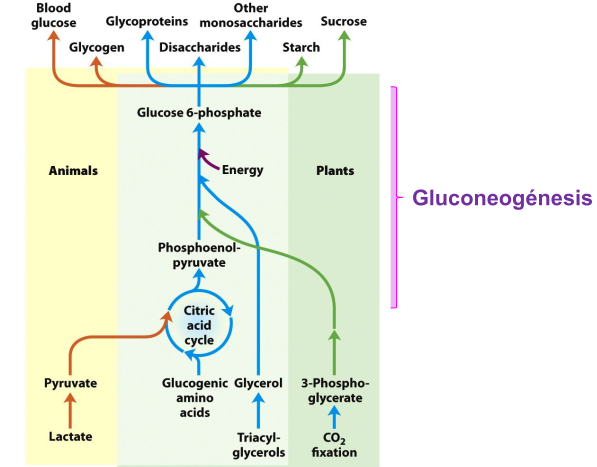 Blood
glucose
Glycoproteins
Other
monosaccharides
Sucrose
Glycogen
Disaccharides
Starch
Glucose 6-phosphate
Animals
Energy
Plants
Gluconeogénesis
Phosphoenol-
pyruvate
Citric
acid
cycle
Pyruvate
Glucogenic
amino
acids
Glycerol
3-Phospho-
glycerate
Lactate
Triacyl-
glycerols
CO₂
fixation